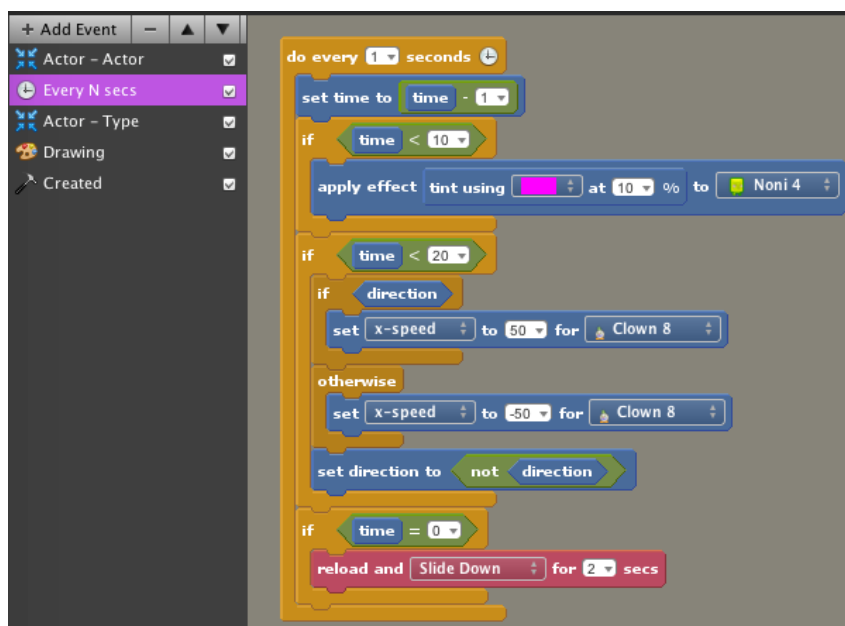 + Add Event − ▲ ▼
Actor – Actor
Every N secs
Actor – Type
Drawing
Created
do every 1 seconds
set time to time - 1
if time < 10
apply effect tint using at 10 % to Noni 4
if time < 20
if direction
set x-speed to 50 for Clown 8
otherwise
set x-speed to -50 for Clown 8
set direction to not direction
if time = 0
reload and Slide Down for 2 secs